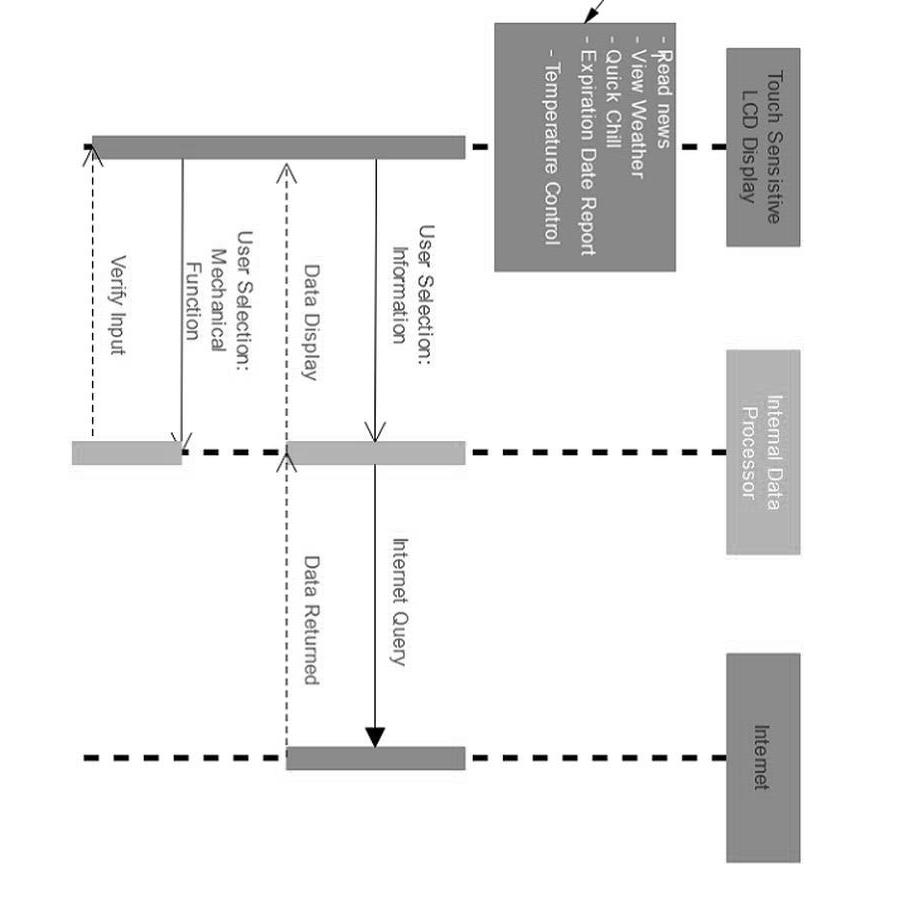 Touch Sensistive
LCD Display
Internal Data
Processor
Internet
- Read news
- View Weather
- Quick Chill
- Expiration Date Report
- Temperature Control
User Selection:
Information
Internet Query
Data Display
Data Returned
User Selection:
Mechanical
Function
Verify Input